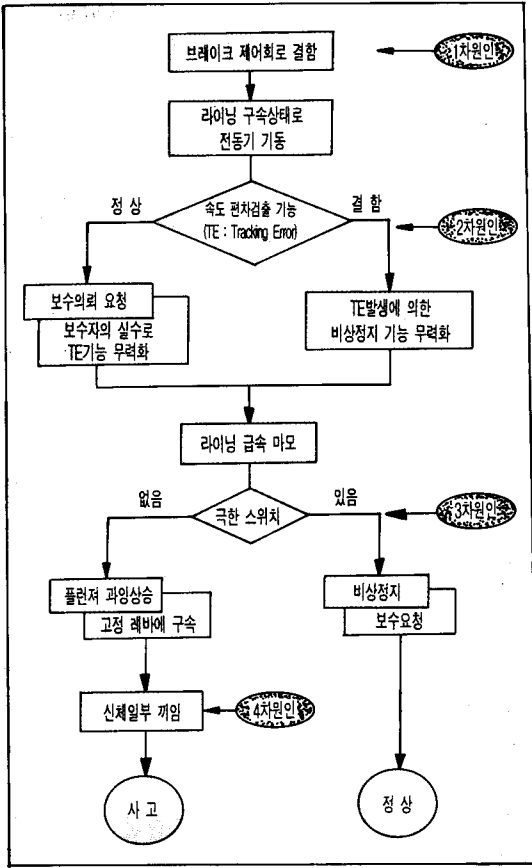 브레이크 제어회로 결함
1차원인
라이닝 구속상태로
전동기 기동
정 상
속도 편차검출 기능
(TE : Tracking Error)
결 함
2차원인
보수의뢰 요청
보수자의 실수로
TE기능 무력화
TE발생에 의한
비상정지 기능 무력화
라이닝 급속 마모
없음
극한 스위치
있음
3차원인
플런져 과잉상승
고정 레바에 구속
비상정지
보수요청
신체일부 끼임
4차원인
사 고
정 상